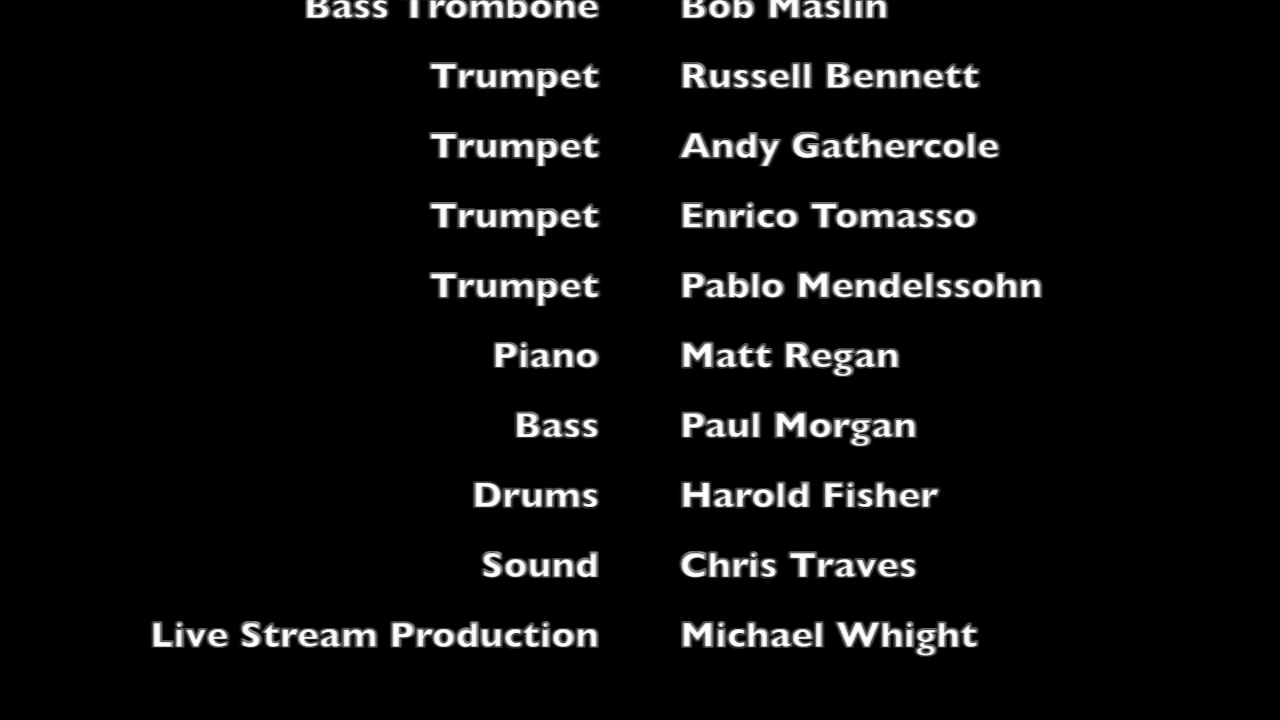 Bass Trombone Bob Maslin
Trumpet Russell Bennett
Trumpet Andy Gathercole
Trumpet Enrico Tomasso
Trumpet Pablo Mendelssohn
Piano Matt Regan
Bass Paul Morgan
Drums Harold Fisher
Sound Chris Traves
Live Stream Production Michael Whight